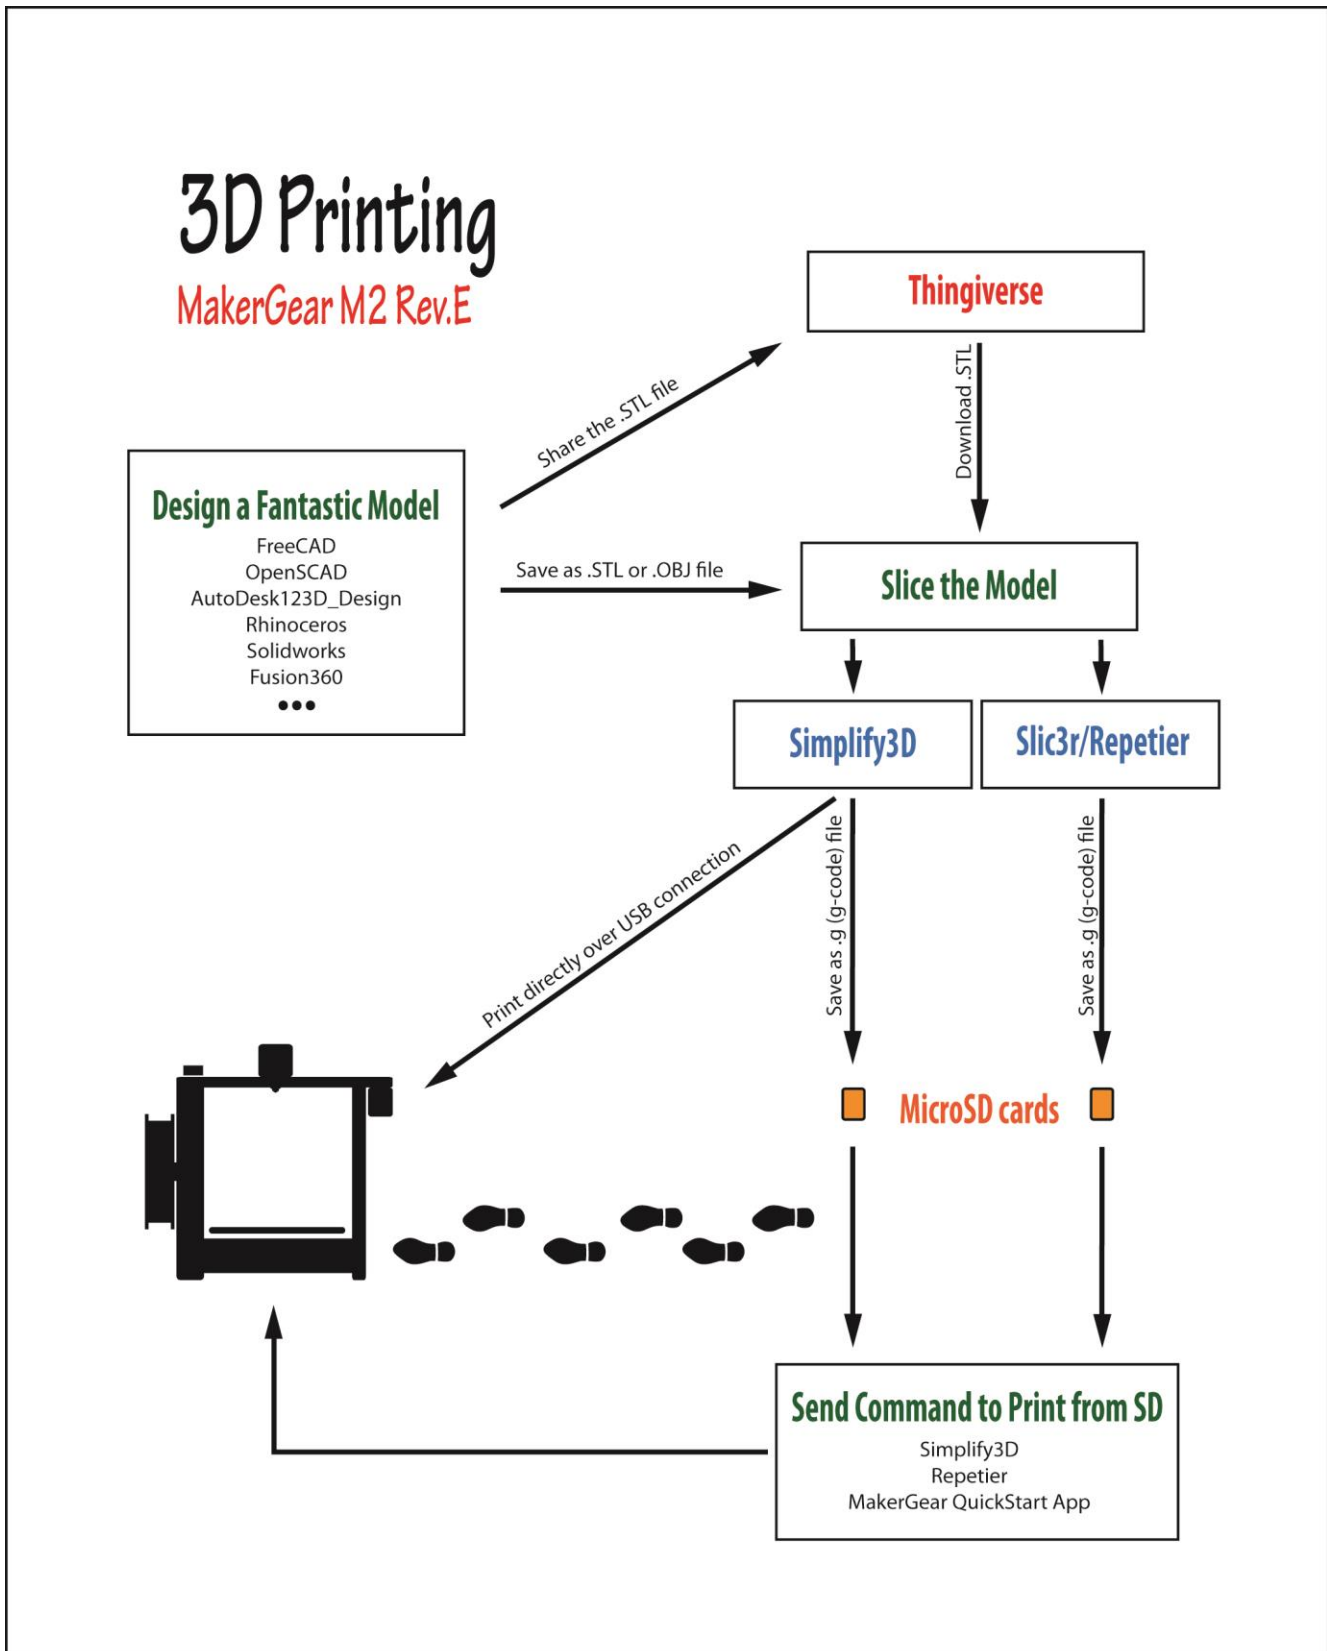 3D Printing
MakerGear M2 Rev.E
Thingiverse
Share the .STL file
Download .STL
Design a Fantastic Model
FreeCAD
OpenSCAD
AutoDesk123D_Design
Rhinoceros
Solidworks
Fusion360
•••
Save as .STL or .OBJ file
Slice the Model
Simplify3D
Slic3r/Repetier
Print directly over USB connection
Save as .g (g-code) file
Save as .g (g-code) file
MicroSD cards
Send Command to Print from SD
Simplify3D
Repetier
MakerGear QuickStart App